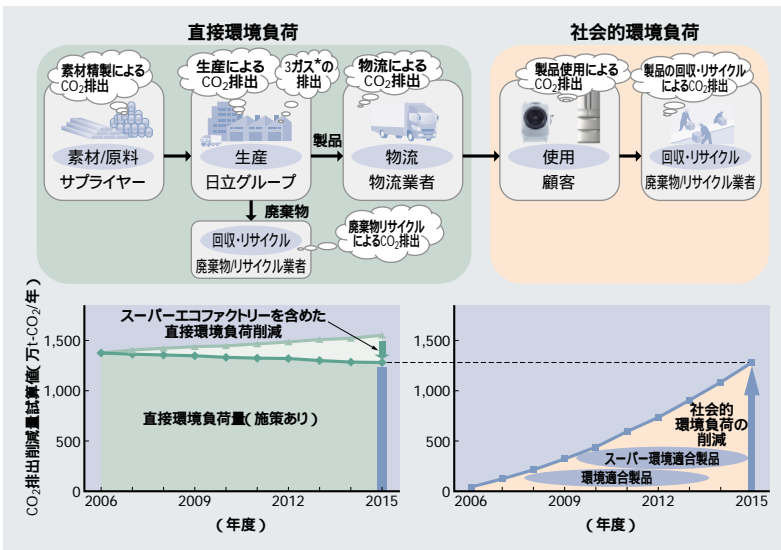 直接環境負荷
社会的環境負荷
素材精製による
CO₂排出
生産による
CO₂排出
3ガス*の
排出
物流による
CO₂排出
製品使用による
CO₂排出
製品の回収・リサイクル
によるCO₂排出
素材/原料
サプライヤー
生産
日立グループ
製品
物流
物流業者
使用
顧客
回収・リサイクル
廃棄物/リサイクル業者
廃棄物
回収・リサイクル
廃棄物/リサイクル業者
廃棄物リサイクル
によるCO₂排出
CO₂排出削減量試算値(万t-CO₂/年)
スーパーエコファクトリーを含めた
直接環境負荷削減
直接環境負荷量(施策あり)
1,500
1,000
500
0
2006
2009
2012
2015
(年度)
1,500
1,000
500
0
社会的
環境負荷の
削減
スーパー環境適合製品
環境適合製品
2006
2009
2012
2015
(年度)